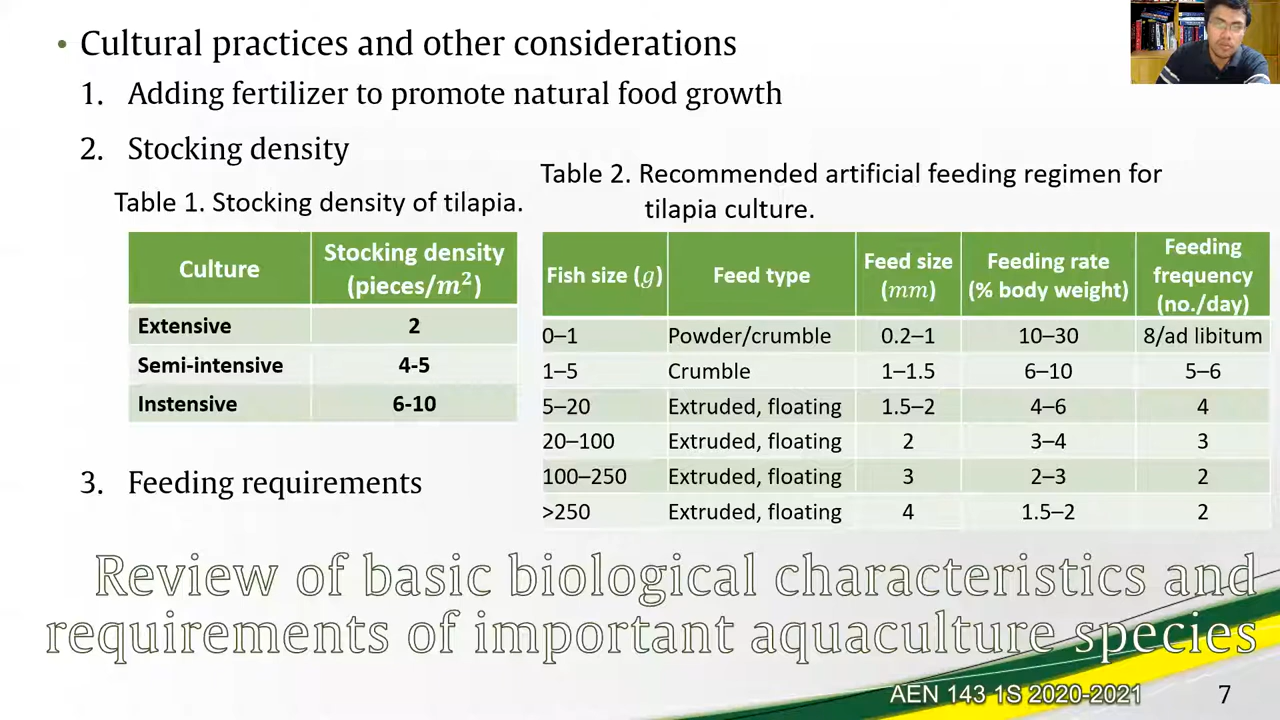 • Cultural practices and other considerations
1. Adding fertilizer to promote natural food growth
2. Stocking density
Table 1. Stocking density of tilapia.
Culture Stocking density (pieces/m²)
Extensive 2
Semi-intensive 4-5
Instensive 6-10
Table 2. Recommended artificial feeding regimen for
tilapia culture.
Fish size (g) Feed type Feed size (mm) Feeding rate (% body weight) Feeding frequency (no./day)
0–1 Powder/crumble 0.2–1 10–30 8/ad libitum
1–5 Crumble 1–1.5 6–10 5–6
5–20 Extruded, floating 1.5–2 4–6 4
20–100 Extruded, floating 2 3–4 3
100–250 Extruded, floating 3 2–3 2
>250 Extruded, floating 4 1.5–2 2
3. Feeding requirements
Review of basic biological characteristics and
requirements of important aquaculture species
AEN 143 1S 2020-2021
7